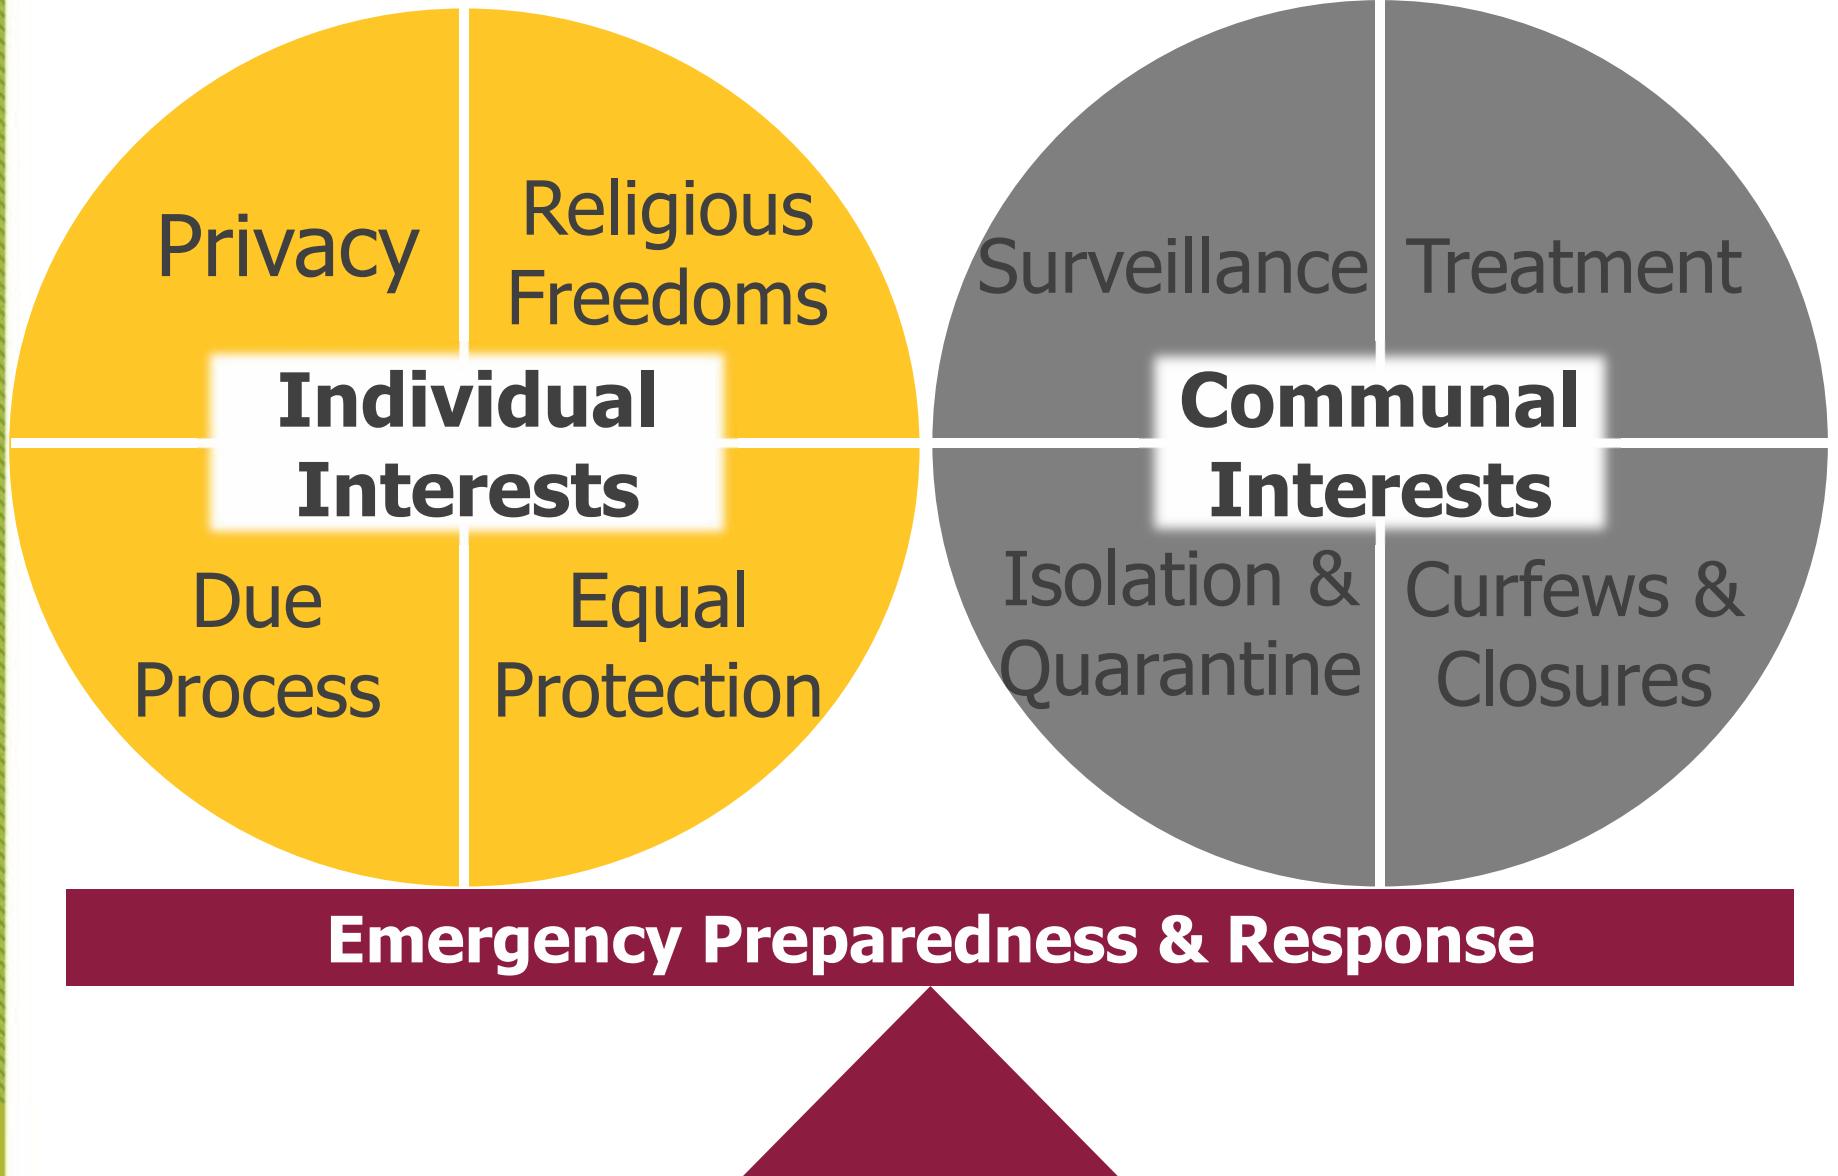 Privacy
Religious
Freedoms
Individual
Interests
Due
Process
Equal
Protection
Surveillance
Treatment
Communal
Interests
Isolation &
Quarantine
Curfews &
Closures
Emergency Preparedness & Response